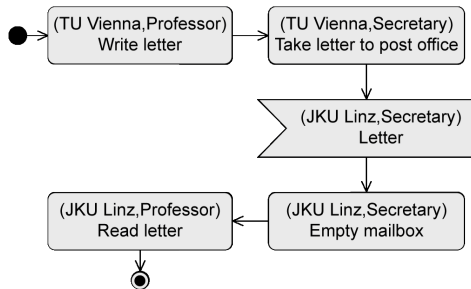 (TU Vienna,Professor)
Write letter
(TU Vienna,Secretary)
Take letter to post office
(JKU Linz,Secretary)
Letter
(JKU Linz,Professor)
Read letter
(JKU Linz,Secretary)
Empty mailbox